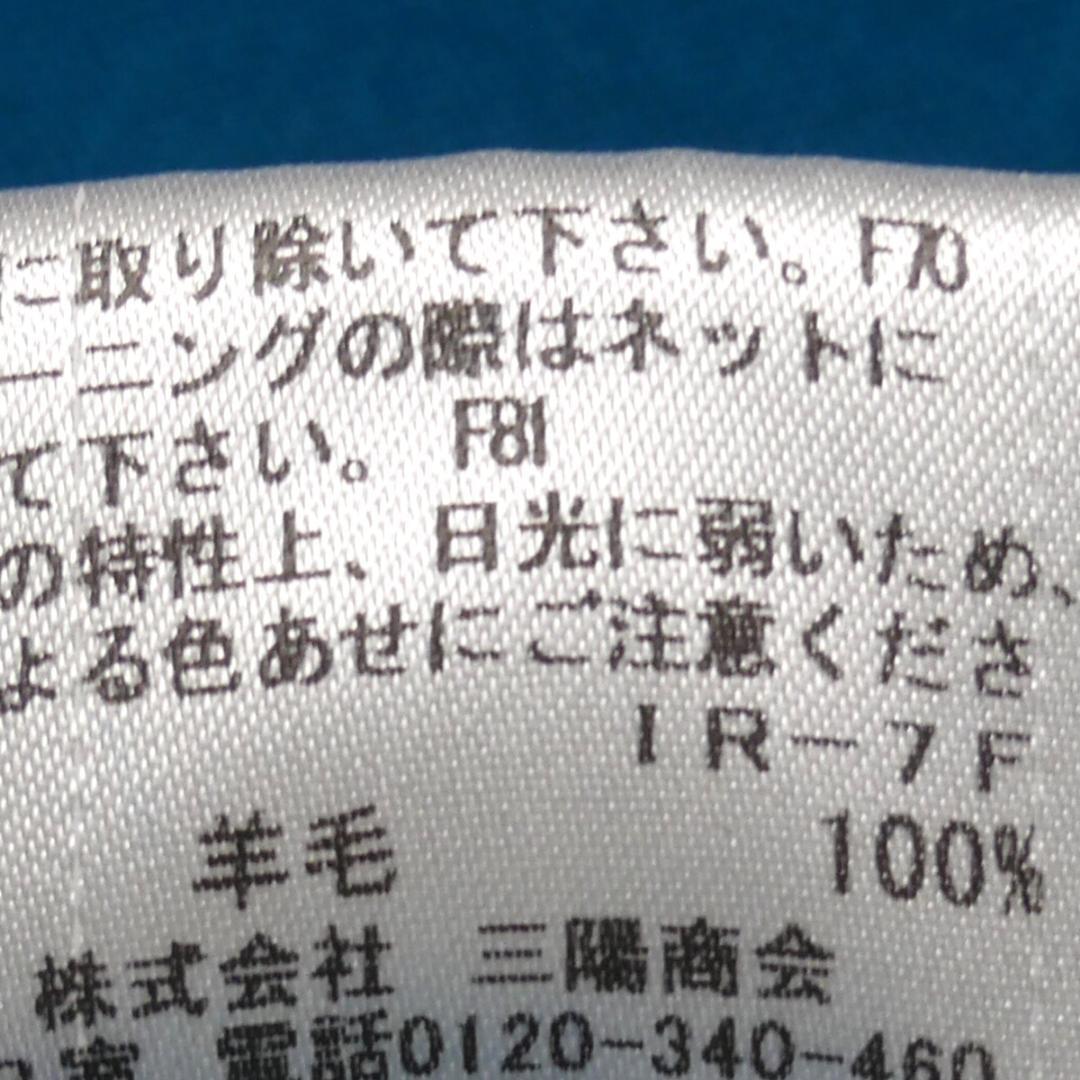 に取り除いて下さい。F70
ーニングの際はネットに
て下さい。 F81
の特性上、日光に弱いため、
よる色あせにご注意くださ
IR-7F
羊毛 100%
株式会社 三陽商会
電話0120-340-460